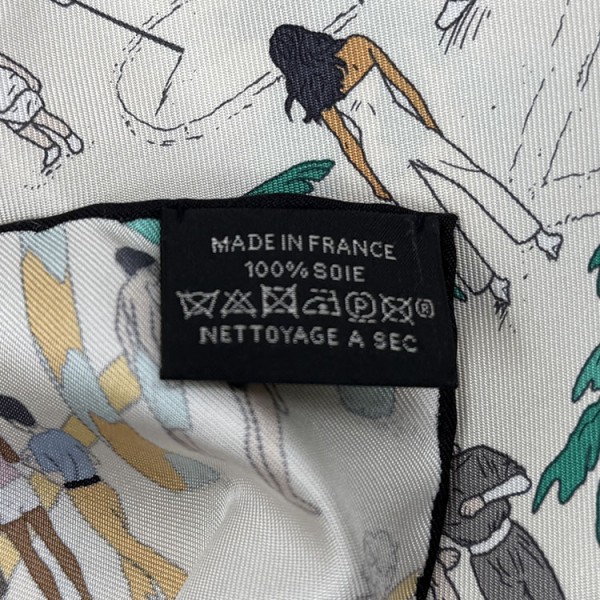 MADE IN FRANCE
100% SOIE
P ®
NETTOYAGE A SEC